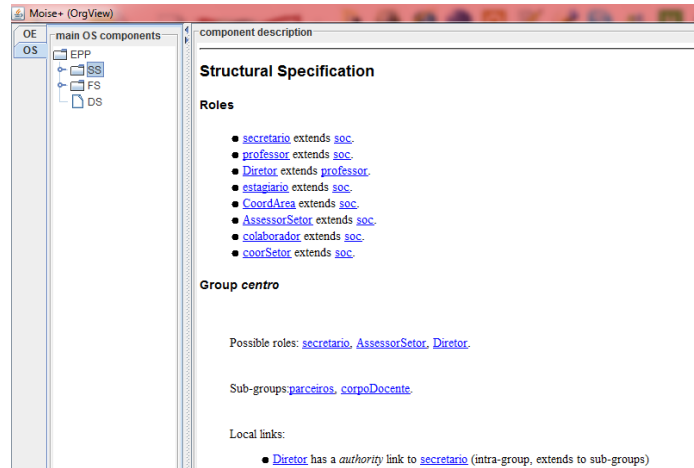 Moise+ (OrgView)
OE
OS
main OS components
EPP
SS
FS
DS
component description
Structural Specification
Roles
secretario extends soc.
professor extends soc.
Diretor extends professor.
estagiario extends soc.
CoordArea extends soc.
AssessorSetor extends soc.
colaborador extends soc.
coorSetor extends soc.
Group centro
Possible roles: secretario, AssessorSetor, Diretor.
Sub-groups:parceiros, corpoDocente.
Local links:
Diretor has a authority link to secretario (intra-group, extends to sub-groups)